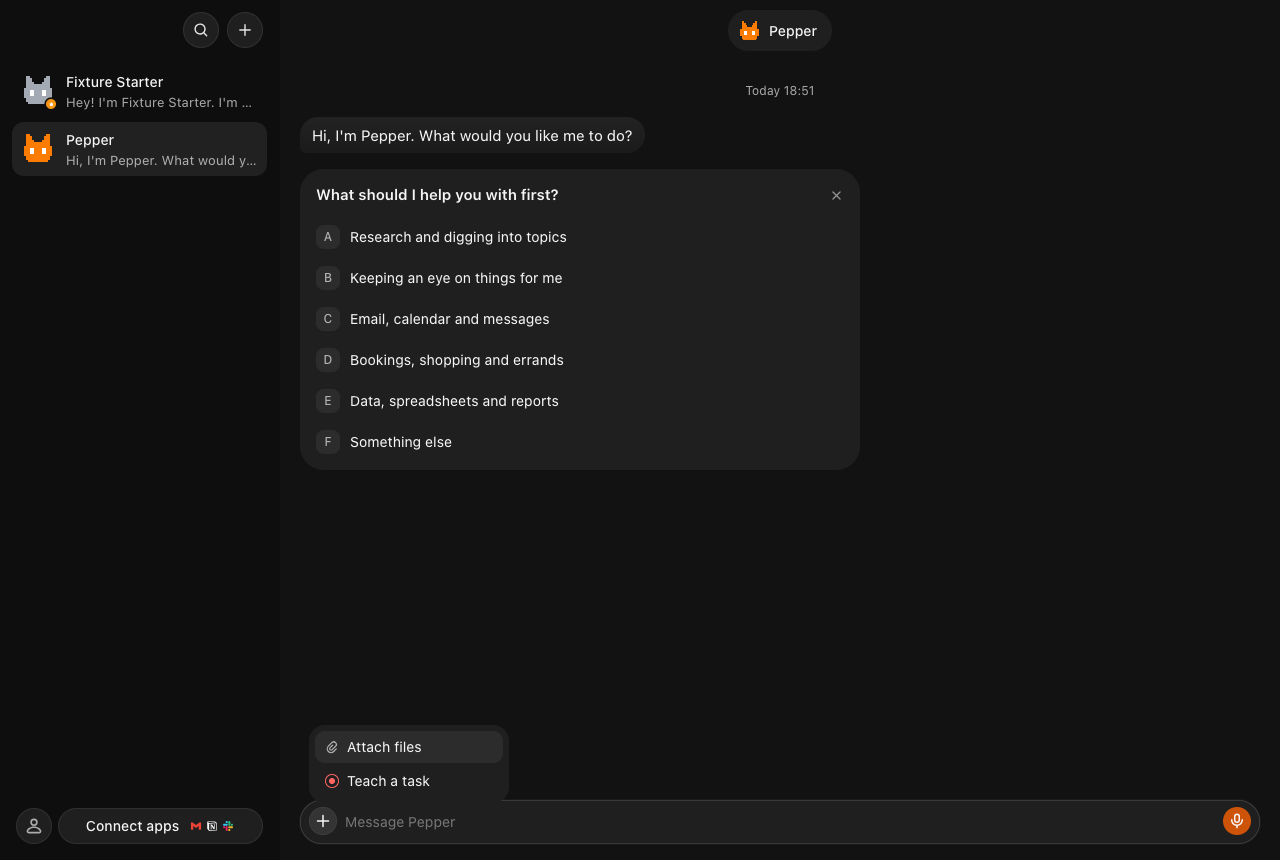 Fixture Starter
Hey! I'm Fixture Starter. I'm ...
Pepper
Hi, I'm Pepper. What would y...
Connect apps
Pepper
Today 18:51
Hi, I'm Pepper. What would you like me to do?
What should I help you with first?
A Research and digging into topics
B Keeping an eye on things for me
C Email, calendar and messages
D Bookings, shopping and errands
E Data, spreadsheets and reports
F Something else
Attach files
Teach a task
Message Pepper